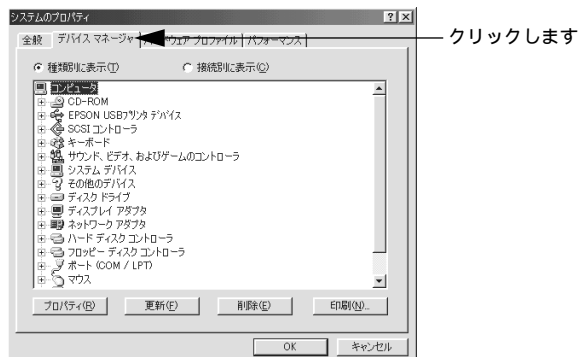 システムのプロパティ
全般 デバイス マネージャ ウェア プロファイル パフォーマンス
クリックします
種類別に表示(T) 接続別に表示(C)
コンピュータ
CD-ROM
EPSON USBプリンタ デバイス
SCSI コントローラ
キーボード
サウンド、ビデオ、およびゲームのコントローラ
システム デバイス
その他のデバイス
ディスク ドライブ
ディスプレイ アダプタ
ネットワーク アダプタ
ハード ディスク コントローラ
フロッピー ディスク コントローラ
ポート (COM / LPT)
マウス
プロパティ(R) 更新(F) 削除(E) 印刷(N)...
OK キャンセル